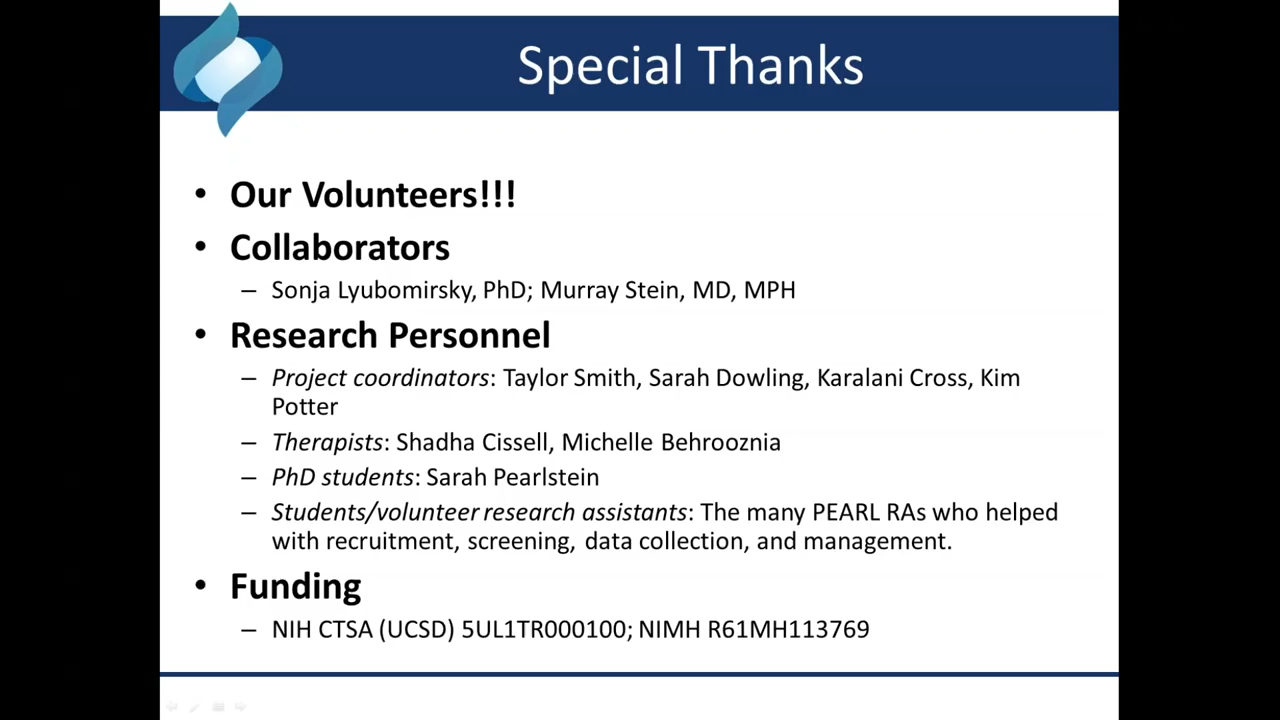 Special Thanks
• Our Volunteers!!!
• Collaborators
– Sonja Lyubomirsky, PhD; Murray Stein, MD, MPH
• Research Personnel
– Project coordinators: Taylor Smith, Sarah Dowling, Karalani Cross, Kim
Potter
– Therapists: Shadha Cissell, Michelle Behrooznia
– PhD students: Sarah Pearlstein
– Students/volunteer research assistants: The many PEARL RAs who helped
with recruitment, screening, data collection, and management.
• Funding
– NIH CTSA (UCSD) 5UL1TR000100; NIMH R61MH113769